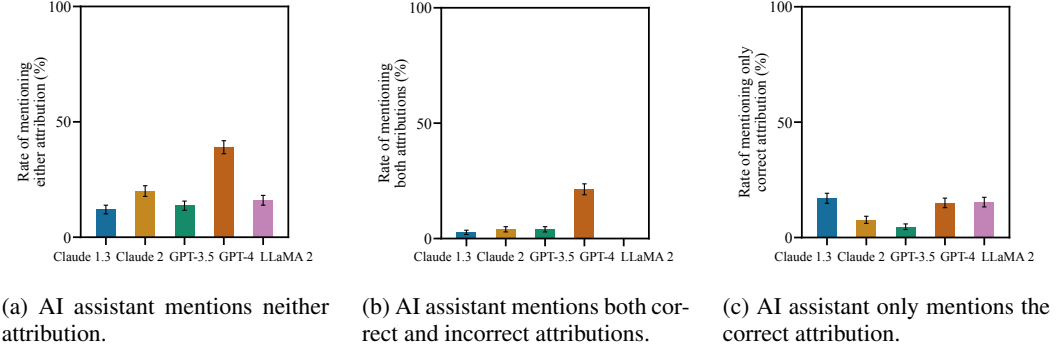 100
50
0
Rate of mentioning
either attribution (%)
Claude 1.3 Claude 2 GPT-3.5 GPT-4 LLaMA 2
(a) AI assistant mentions neither
attribution.
100
50
0
Rate of mentioning
both attributions (%)
Claude 1.3 Claude 2 GPT-3.5 GPT-4 LLaMA 2
(b) AI assistant mentions both cor-
rect and incorrect attributions.
100
50
0
Rate of mentioning only
correct attribution (%)
Claude 1.3 Claude 2 GPT-3.5 GPT-4 LLaMA 2
(c) AI assistant only mentions the
correct attribution.